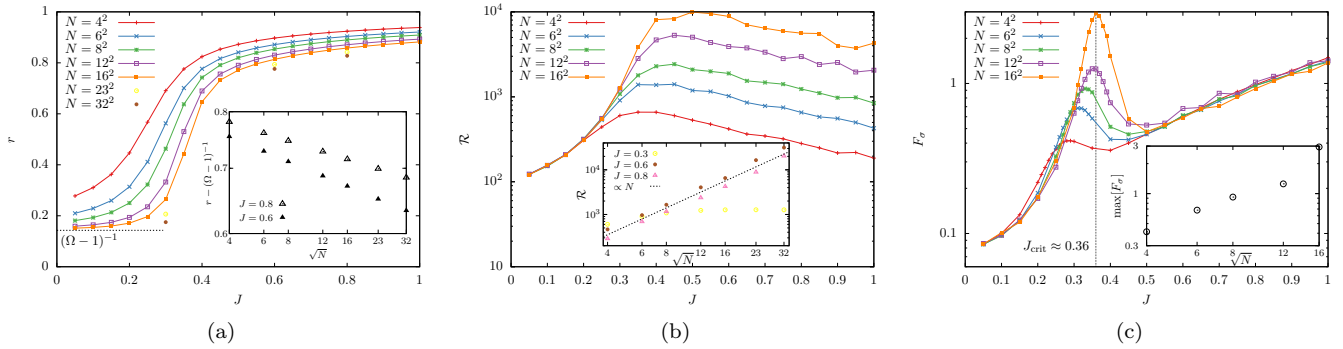 N = 4²
N = 6²
N = 8²
N = 12²
N = 16²
N = 23²
N = 32²
1
0.8
0.6
0.4
0.2
0
r
(Ω − 1)⁻¹
0 0.2 0.4 0.6 0.8 1
J
0.8
0.7
0.6
r − (Ω − 1)⁻¹
J = 0.8
J = 0.6
4 6 8 12 16 23 32
√N
(a)
N = 4²
N = 6²
N = 8²
N = 12²
N = 16²
10⁴
10³
10²
10
R
0 0.1 0.2 0.3 0.4 0.5 0.6 0.7 0.8 0.9 1
J
J = 0.3
J = 0.6
J = 0.8
∝ N
10⁴
10³
R
4 6 8 12 16 23 32
√N
(b)
N = 4²
N = 6²
N = 8²
N = 12²
N = 16²
1
0.1
F_σ
J_crit ≈ 0.36
0 0.1 0.2 0.3 0.4 0.5 0.6 0.7 0.8 0.9 1
J
3
1
0.3
max[F_σ]
4 6 8 12 16
√N
(c)